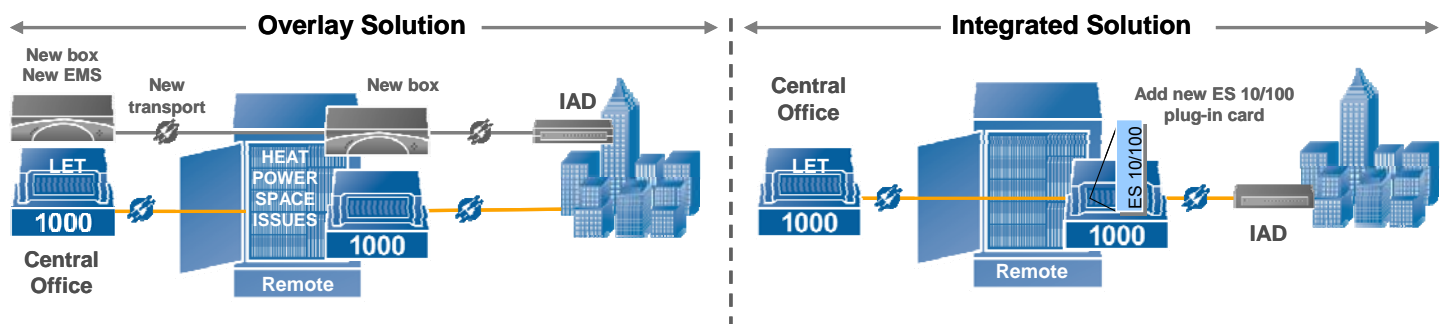 Overlay Solution
New box
New EMS
New
transport
New box
IAD
LET
1000
HEAT
POWER
SPACE
ISSUES
1000
Central
Office
Remote
Integrated Solution
Central
Office
Add new ES 10/100
plug-in card
LET
1000
ES 10/100
1000
IAD
Remote